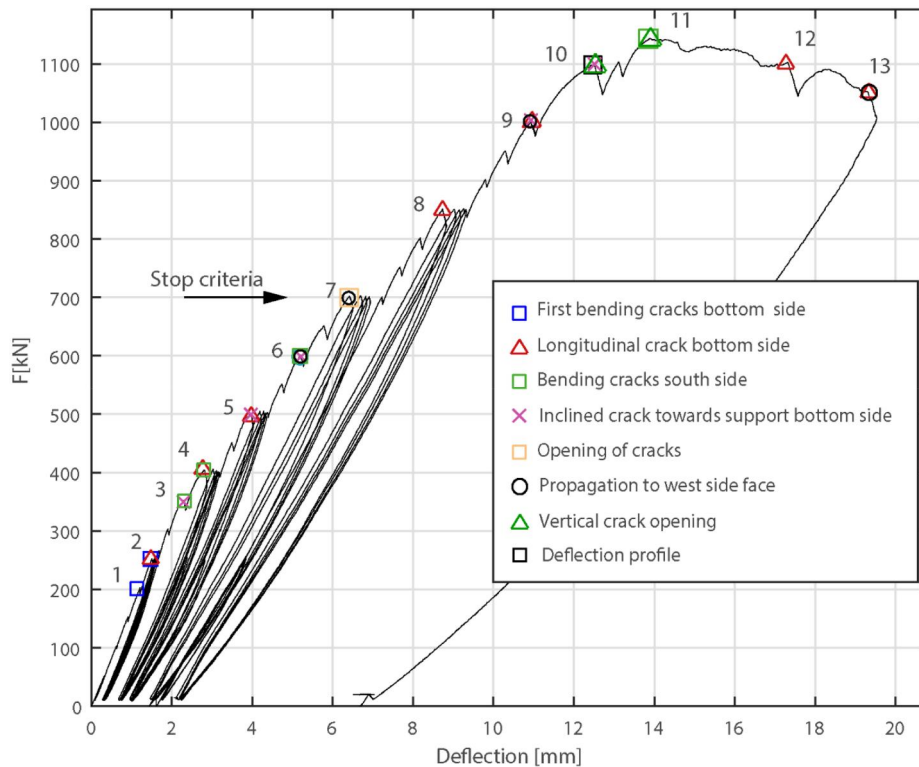 11
10
12
13
1100
1000
9
900
8
800
Stop criteria
7
700
6
600
5
500
4
400
3
300
2
200
1
100
0
F[kN]
First bending cracks bottom side
Longitudinal crack bottom side
Bending cracks south side
Inclined crack towards support bottom side
Opening of cracks
Propagation to west side face
Vertical crack opening
Deflection profile
0 2 4 6 8 10 12 14 16 18 20
Deflection [mm]